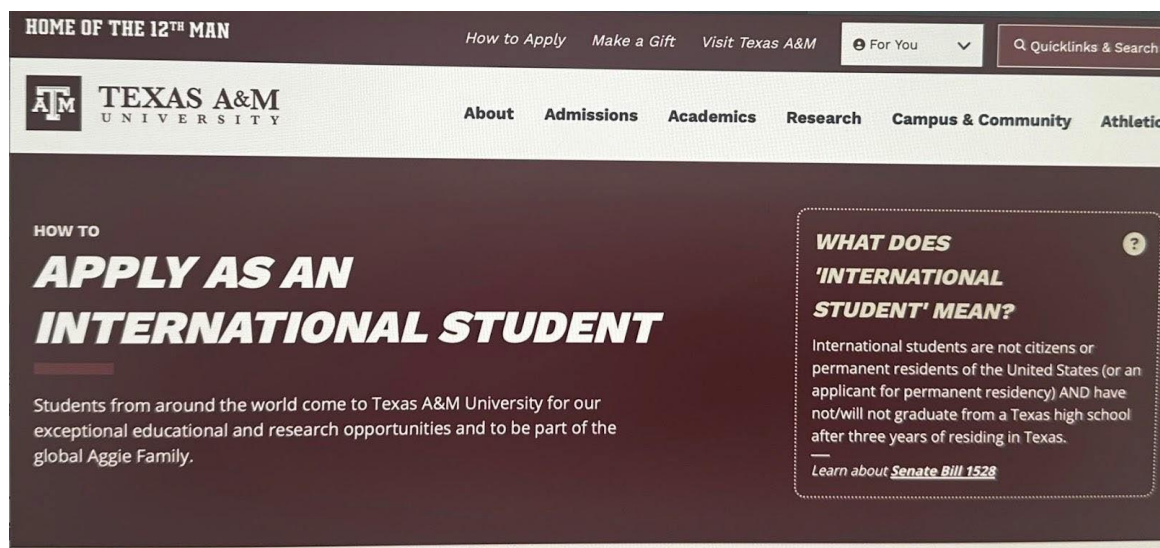 HOME OF THE 12TH MAN
How to Apply Make a Gift Visit Texas A&M For You Quicklinks & Search
ATM TEXAS A&M
UNIVERSITY
About Admissions Academics Research Campus & Community Athletic
HOW TO
APPLY AS AN
INTERNATIONAL STUDENT
Students from around the world come to Texas A&M University for our
exceptional educational and research opportunities and to be part of the
global Aggie Family.
WHAT DOES ?
'INTERNATIONAL
STUDENT' MEAN?
International students are not citizens or
permanent residents of the United States (or an
applicant for permanent residency) AND have
not/will not graduate from a Texas high school
after three years of residing in Texas.
Learn about Senate Bill 1528